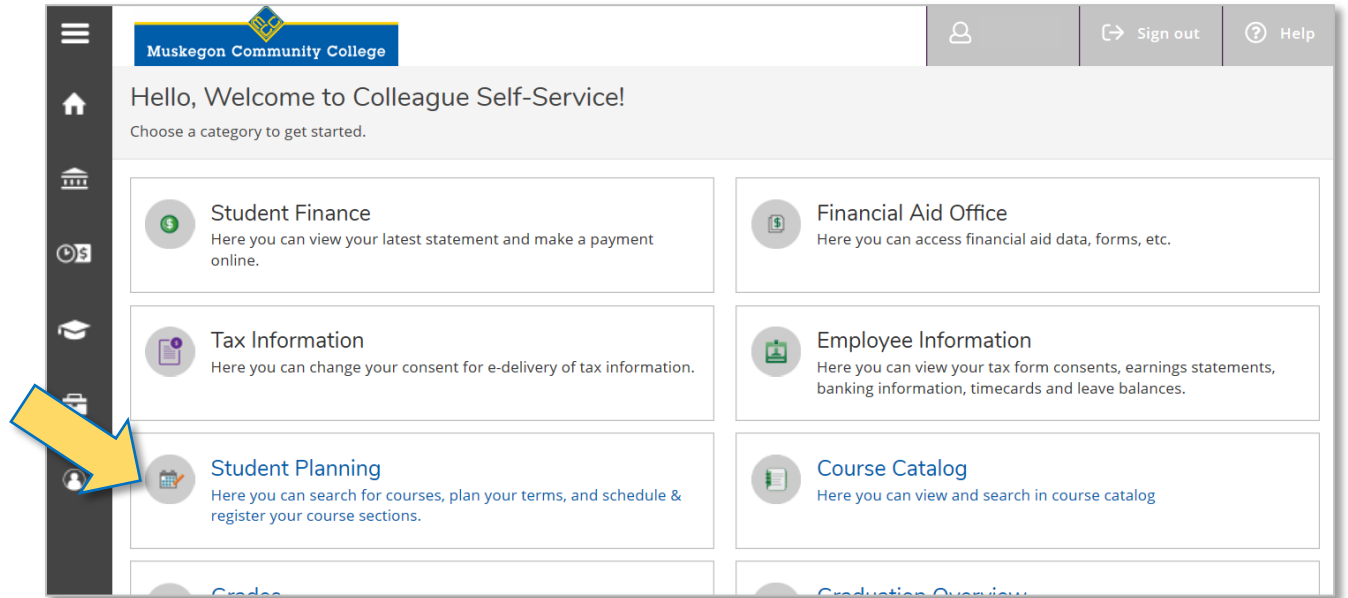 Muskegon Community College
Sign out
Help
Hello, Welcome to Colleague Self-Service!
Choose a category to get started.
Student Finance
Here you can view your latest statement and make a payment
online.
Financial Aid Office
Here you can access financial aid data, forms, etc.
Tax Information
Here you can change your consent for e-delivery of tax information.
Employee Information
Here you can view your tax form consents, earnings statements,
banking information, timecards and leave balances.
Student Planning
Here you can search for courses, plan your terms, and schedule &
register your course sections.
Course Catalog
Here you can view and search in course catalog
Grades
Graduation Overview